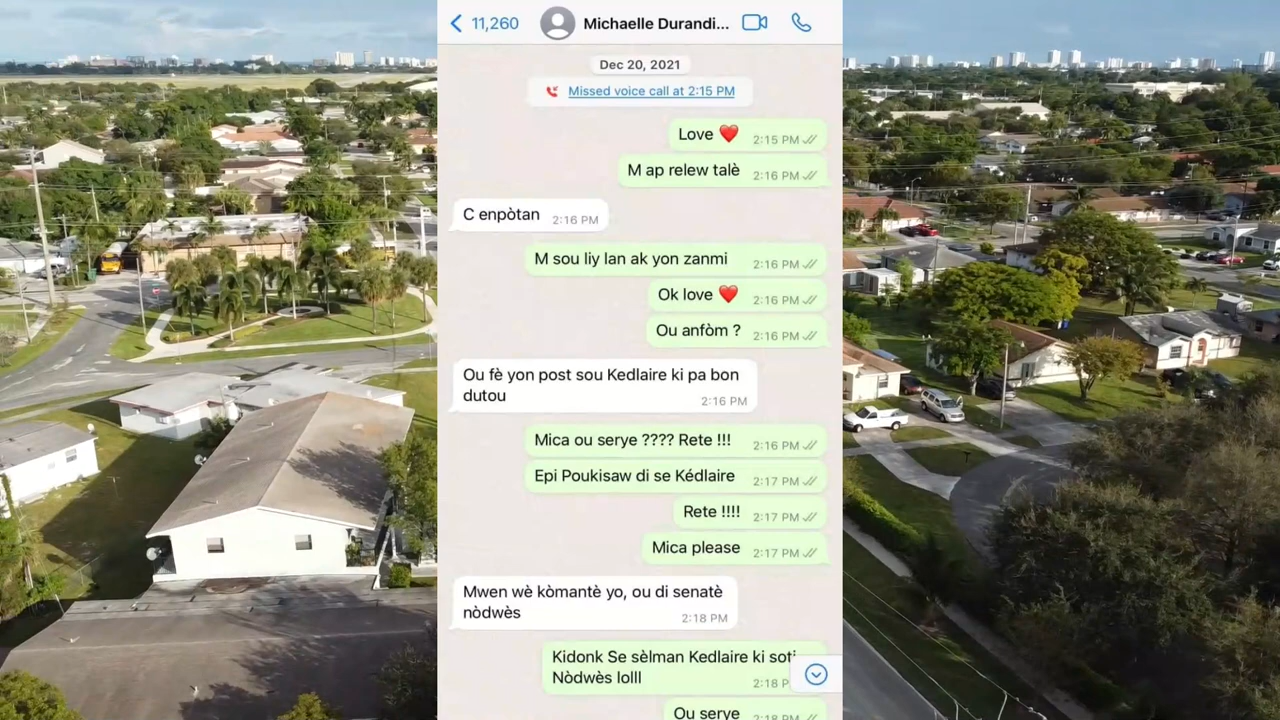 11,260
Michaelle Durandi...
Dec 20, 2021
Missed voice call at 2:15 PM
Love ❤️ 2:15 PM
M ap relew talè 2:16 PM
C enpòtan 2:16 PM
M sou liy lan ak yon zanmi 2:16 PM
Ok love ❤️ 2:16 PM
Ou anfòm ? 2:16 PM
Ou fè yon post sou Kedlaire ki pa bon
dutou 2:16 PM
Mica ou serye ???? Rete !!! 2:16 PM
Epi Poukisaw di se Kédlaire 2:17 PM
Rete !!!! 2:17 PM
Mica please 2:17 PM
Mwen wè kòmantè yo, ou di senatè
nòdwès 2:18 PM
Kidonk Se sèlman Kedlaire ki soti
Nòdwès lolll 2:18 P
Ou serye 2:18 PM